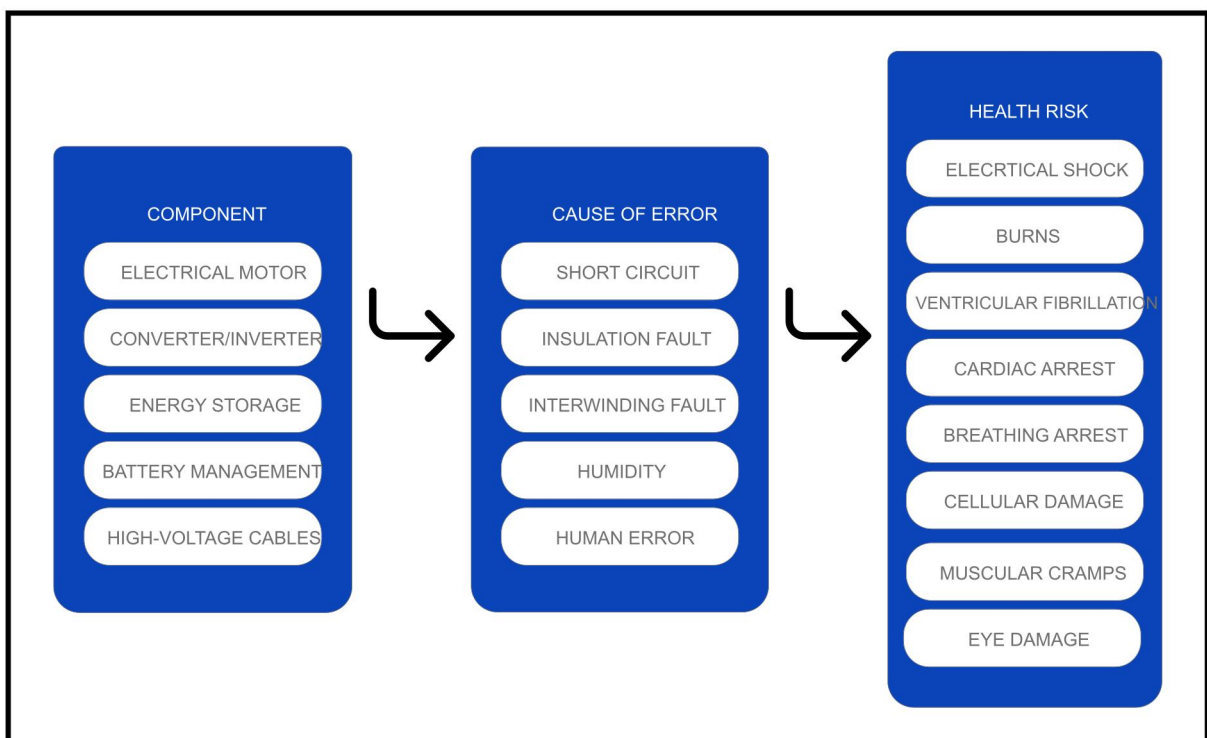 COMPONENT
ELECTRICAL MOTOR
CONVERTER/INVERTER
ENERGY STORAGE
BATTERY MANAGEMENT
HIGH-VOLTAGE CABLES
CAUSE OF ERROR
SHORT CIRCUIT
INSULATION FAULT
INTERWINDING FAULT
HUMIDITY
HUMAN ERROR
HEALTH RISK
ELECRTICAL SHOCK
BURNS
VENTRICULAR FIBRILLATION
CARDIAC ARREST
BREATHING ARREST
CELLULAR DAMAGE
MUSCULAR CRAMPS
EYE DAMAGE